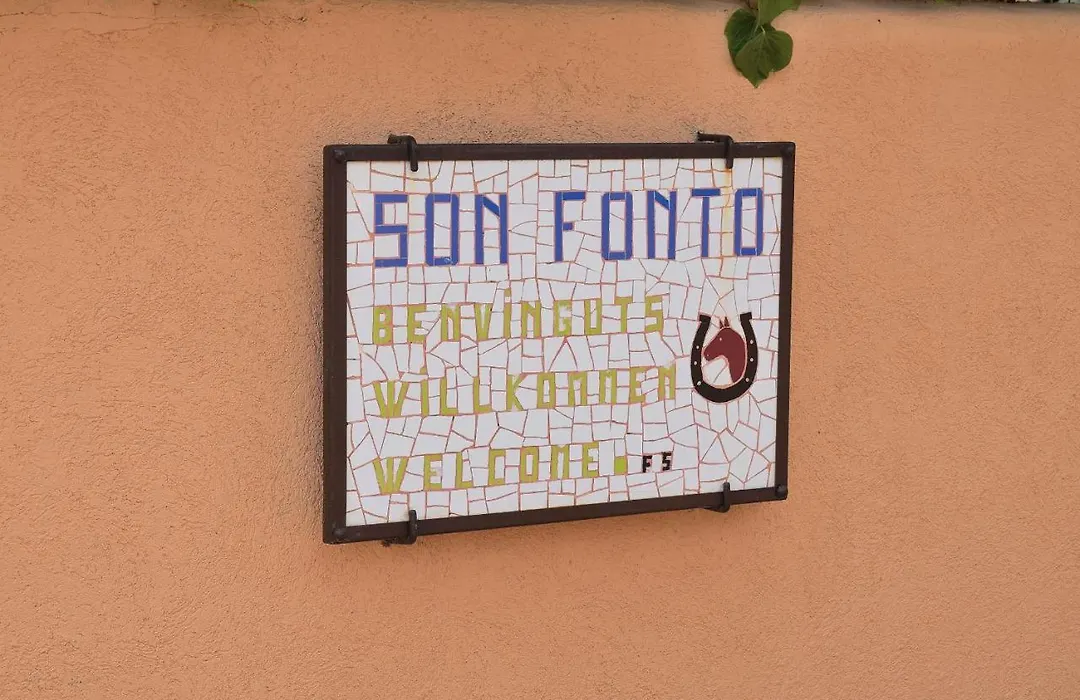 SON FONTO
BENVINGUTS
WILLKOMMEN
WELCOME. FS